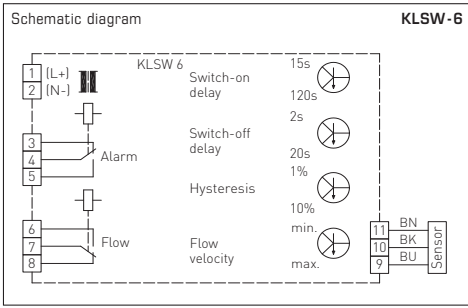 Schematic diagram KLSW-6
KLSW 6
1 (L+)
2 (N-)
Switch-on
delay
15s
120s
3
4
5
Alarm
Switch-off
delay
2s
20s
Hysteresis
1%
10%
6
7
8
Flow
Flow
velocity
min.
max.
11 BN
10 BK
9 BU
Sensor